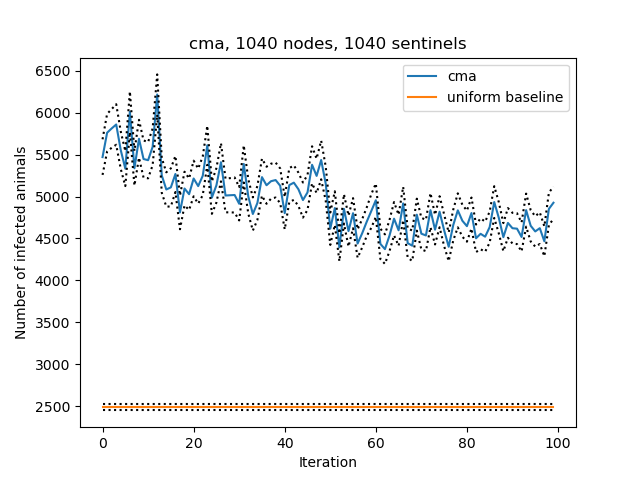 cma, 1040 nodes, 1040 sentinels
cma
uniform baseline
Number of infected animals
6500
6000
5500
5000
4500
4000
3500
3000
2500
0 20 40 60 80 100
Iteration